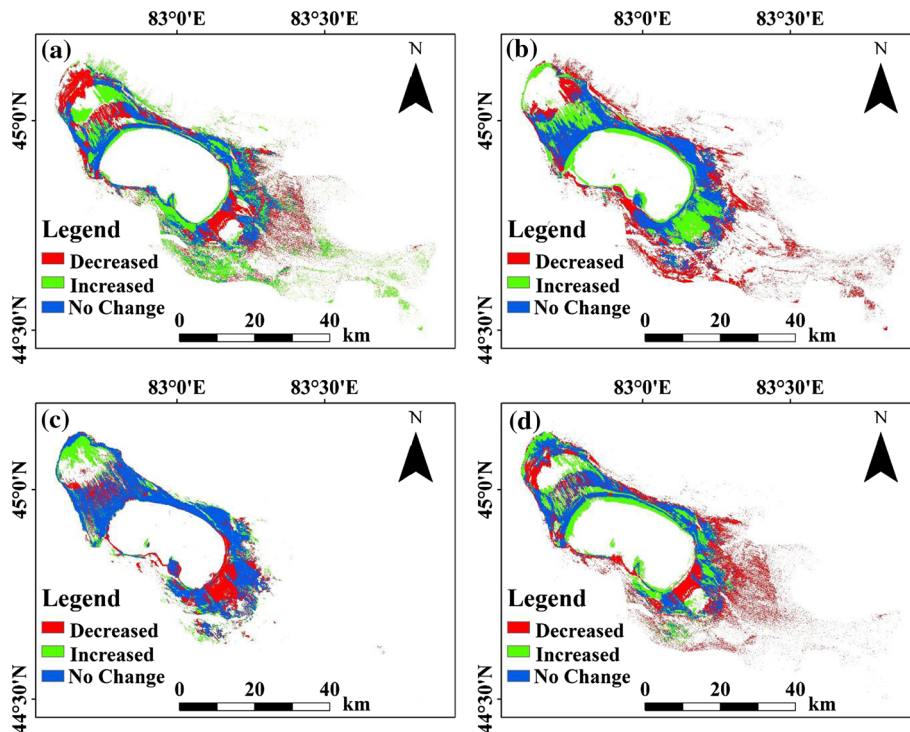 83°0'E 83°30'E
83°0'E 83°30'E
(a)
N
(b)
N
45°0'N
45°0'N
Legend
Decreased
Increased
No Change
0 20 40
km
44°30'N
Legend
Decreased
Increased
No Change
0 20 40
km
44°30'N
83°0'E 83°30'E
83°0'E 83°30'E
(c)
N
(d)
N
45°0'N
45°0'N
Legend
Decreased
Increased
No Change
0 20 40
km
44°30'N
Legend
Decreased
Increased
No Change
0 20 40
km
44°30'N